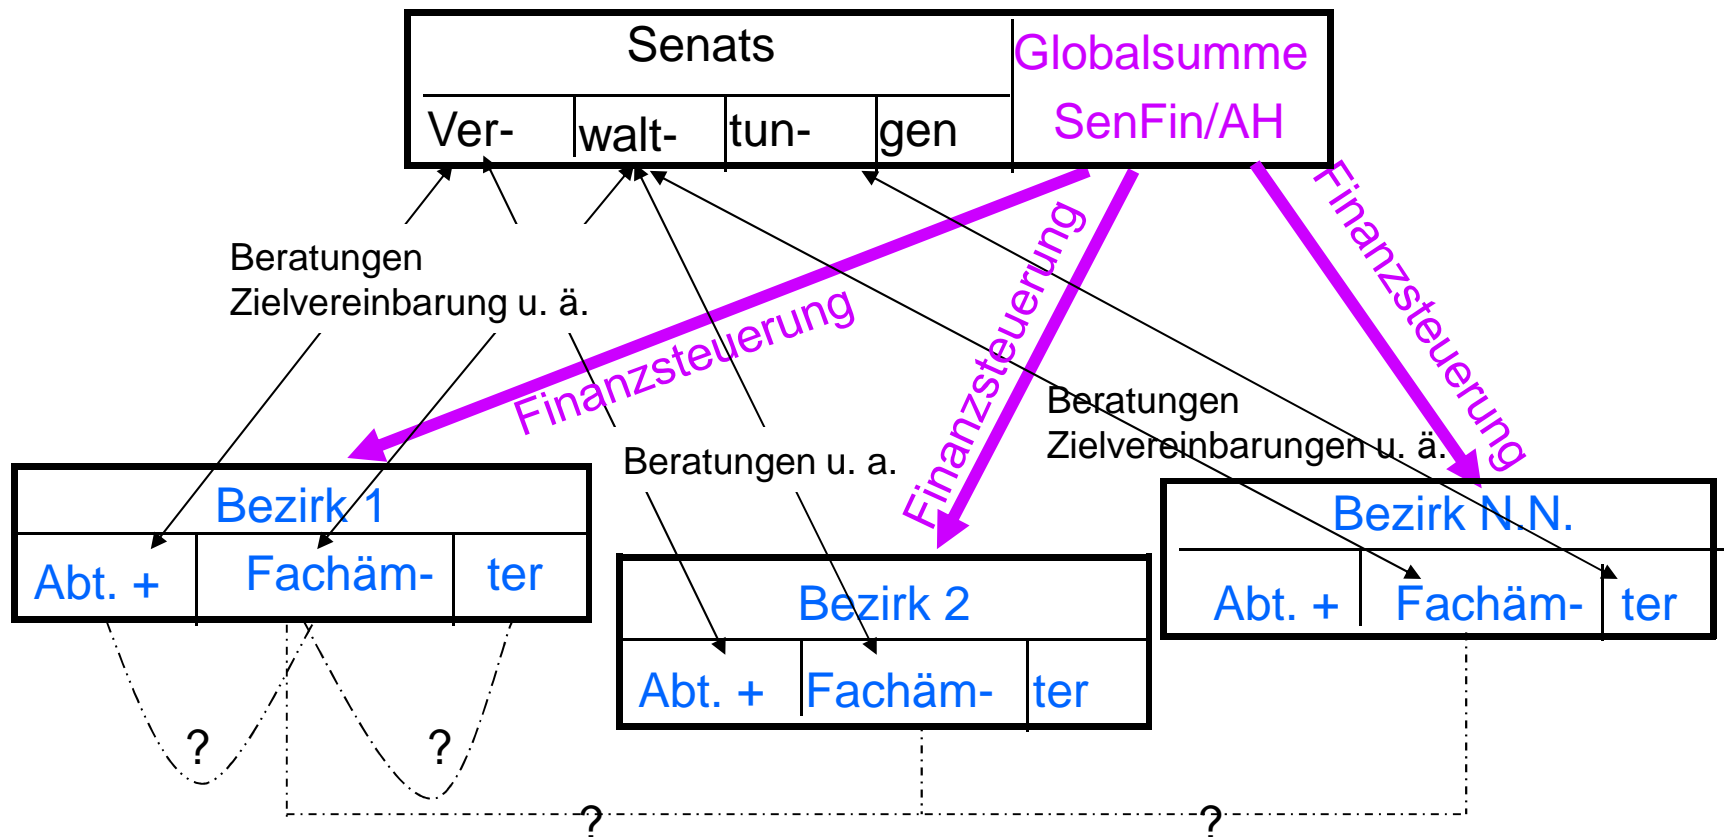 Senats
Globalsumme
SenFin/AH
Ver- walt- tun- gen
Beratungen
Zielvereinbarung u. ä.
Finanzsteuerung
Finanzsteuerung
Finanzsteuerung
Beratungen u. a.
Beratungen
Zielvereinbarungen u. ä.
Bezirk 1
Abt. + Fachäm- ter
Bezirk 2
Abt. + Fachäm- ter
Bezirk N.N.
Abt. + Fachäm- ter
? ?
? ?